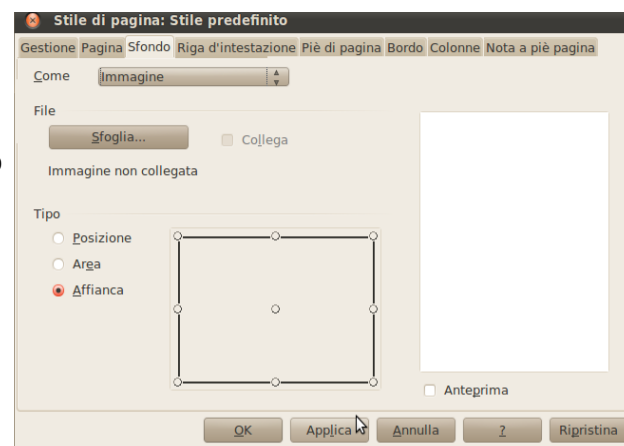 Stile di pagina: Stile predefinito
Gestione Pagina Sfondo Riga d'intestazione Piè di pagina Bordo Colonne Nota a piè pagina
Come Immagine
File
Sfoglia... Collega
Immagine non collegata
Tipo
Posizione
Area
Affianca
Anteprima
OK Applica Annulla ? Ripristina